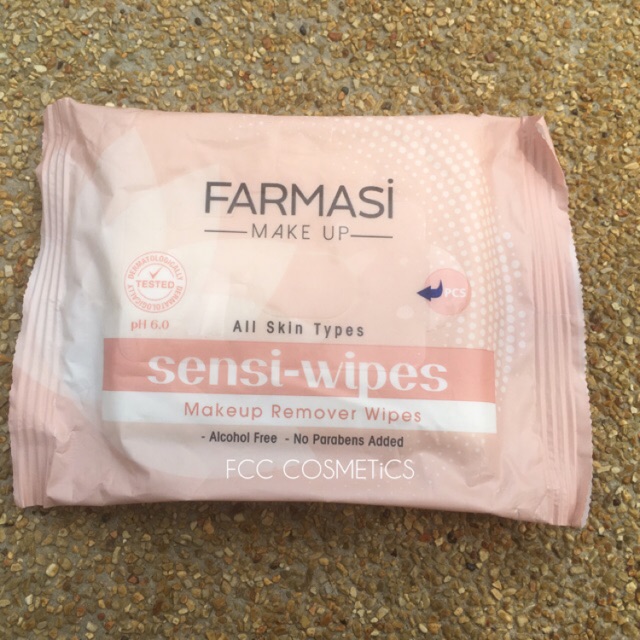 FARMASi
MAKE UP
TESTED
pH 6.0
PCS
All Skin Types
sensi-wipes
Makeup Remover Wipes
- Alcohol Free - No Parabens Added
FCC COSMETiCS